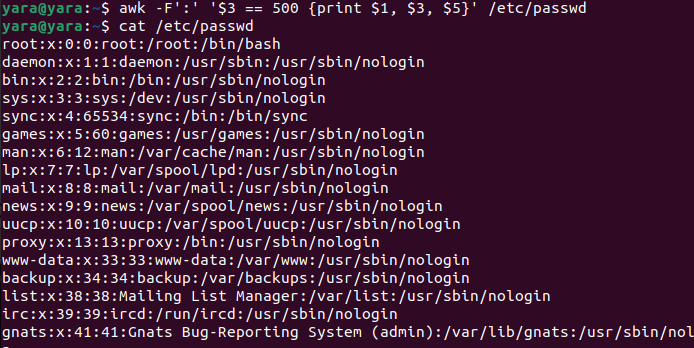 yara@yara:~$ awk -F':' '$3 == 500 {print $1, $3, $5}' /etc/passwd
yara@yara:~$ cat /etc/passwd
root:x:0:0:root:/root:/bin/bash
daemon:x:1:1:daemon:/usr/sbin:/usr/sbin/nologin
bin:x:2:2:bin:/bin:/usr/sbin/nologin
sys:x:3:3:sys:/dev:/usr/sbin/nologin
sync:x:4:65534:sync:/bin:/bin/sync
games:x:5:60:games:/usr/games:/usr/sbin/nologin
man:x:6:12:man:/var/cache/man:/usr/sbin/nologin
lp:x:7:7:lp:/var/spool/lpd:/usr/sbin/nologin
mail:x:8:8:mail:/var/mail:/usr/sbin/nologin
news:x:9:9:news:/var/spool/news:/usr/sbin/nologin
uucp:x:10:10:uucp:/var/spool/uucp:/usr/sbin/nologin
proxy:x:13:13:proxy:/bin:/usr/sbin/nologin
www-data:x:33:33:www-data:/var/www:/usr/sbin/nologin
backup:x:34:34:backup:/var/backups:/usr/sbin/nologin
list:x:38:38:Mailing List Manager:/var/list:/usr/sbin/nologin
irc:x:39:39:ircd:/run/ircd:/usr/sbin/nologin
gnats:x:41:41:Gnats Bug-Reporting System (admin):/var/lib/gnats:/usr/sbin/nol